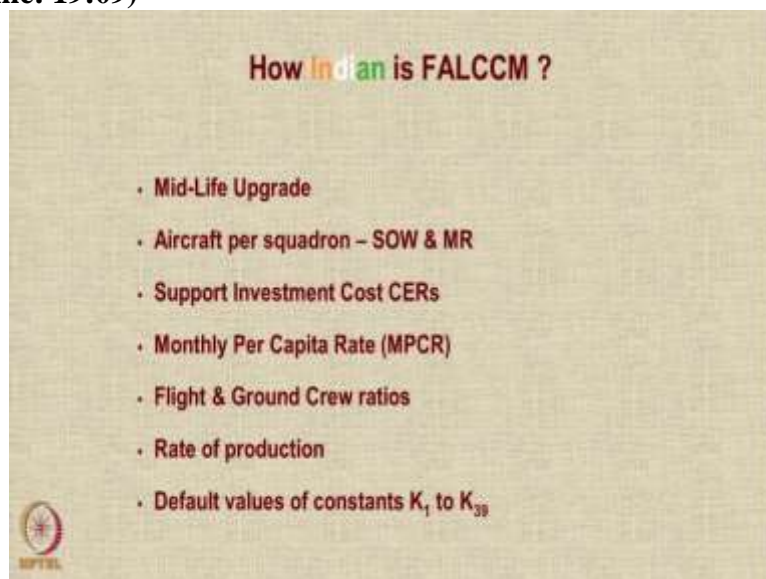 How Indian is FALCCM ?
• Mid-Life Upgrade
• Aircraft per squadron – SOW & MR
• Support Investment Cost CERs
• Monthly Per Capita Rate (MPCR)
• Flight & Ground Crew ratios
• Rate of production
• Default values of constants K₁ to K₃₉
NPTEL